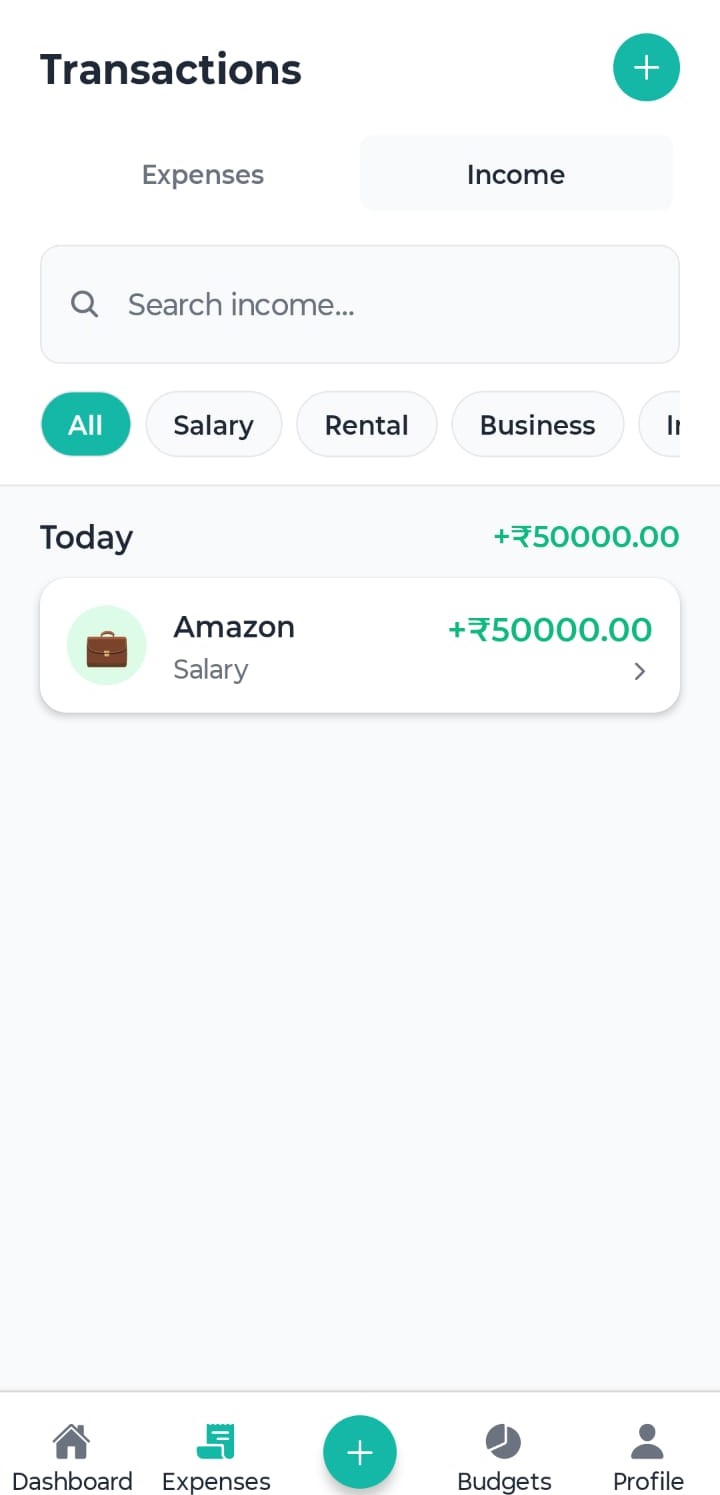 Transactions
Expenses
Income
Search income...
All
Salary
Rental
Business
Today
+₹50000.00
Amazon
+₹50000.00
Salary
Dashboard
Expenses
Budgets
Profile